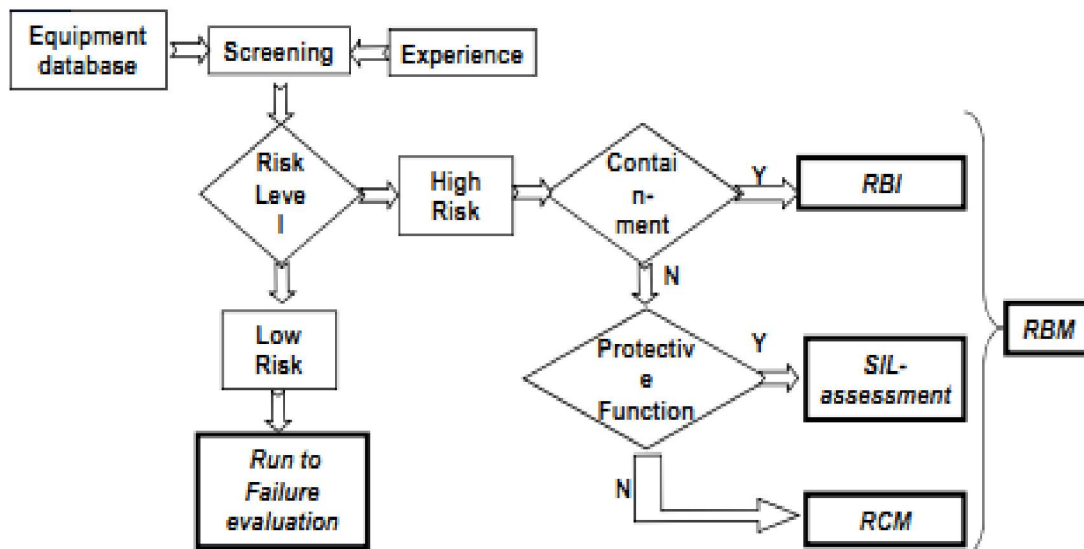 Equipment
database
Screening
Experience
Risk
Leve
l
High
Risk
Contai
n-
ment
Y
RBI
N
Low
Risk
Protectiv
e
Function
Y
SIL-
assessment
RBM
Run to
Failure
evaluation
N
RCM